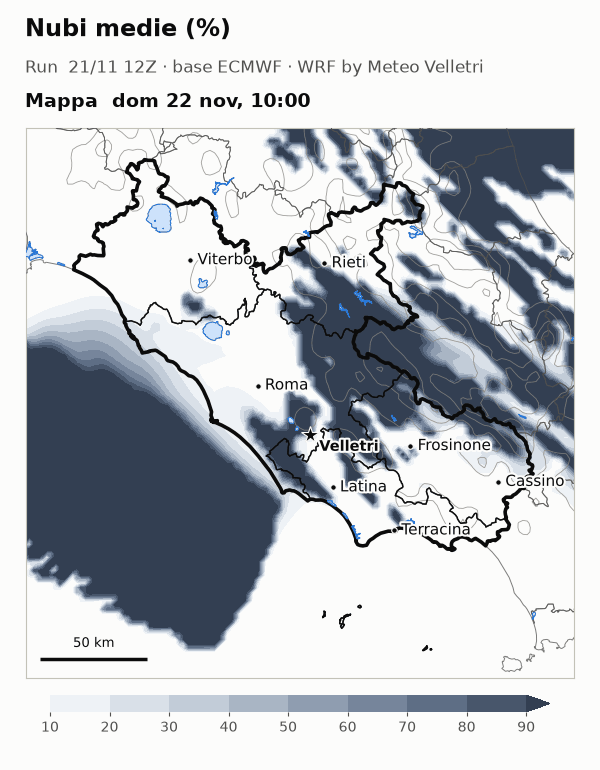 Nubi medie (%)
Run  21/11 12Z · base ECMWF · WRF by Meteo Velletri
Mappa  dom 22 nov, 10:00
Viterbo
Rieti
Roma
Velletri
Frosinone
Latina
Cassino
Terracina
50 km
10 20 30 40 50 60 70 80 90